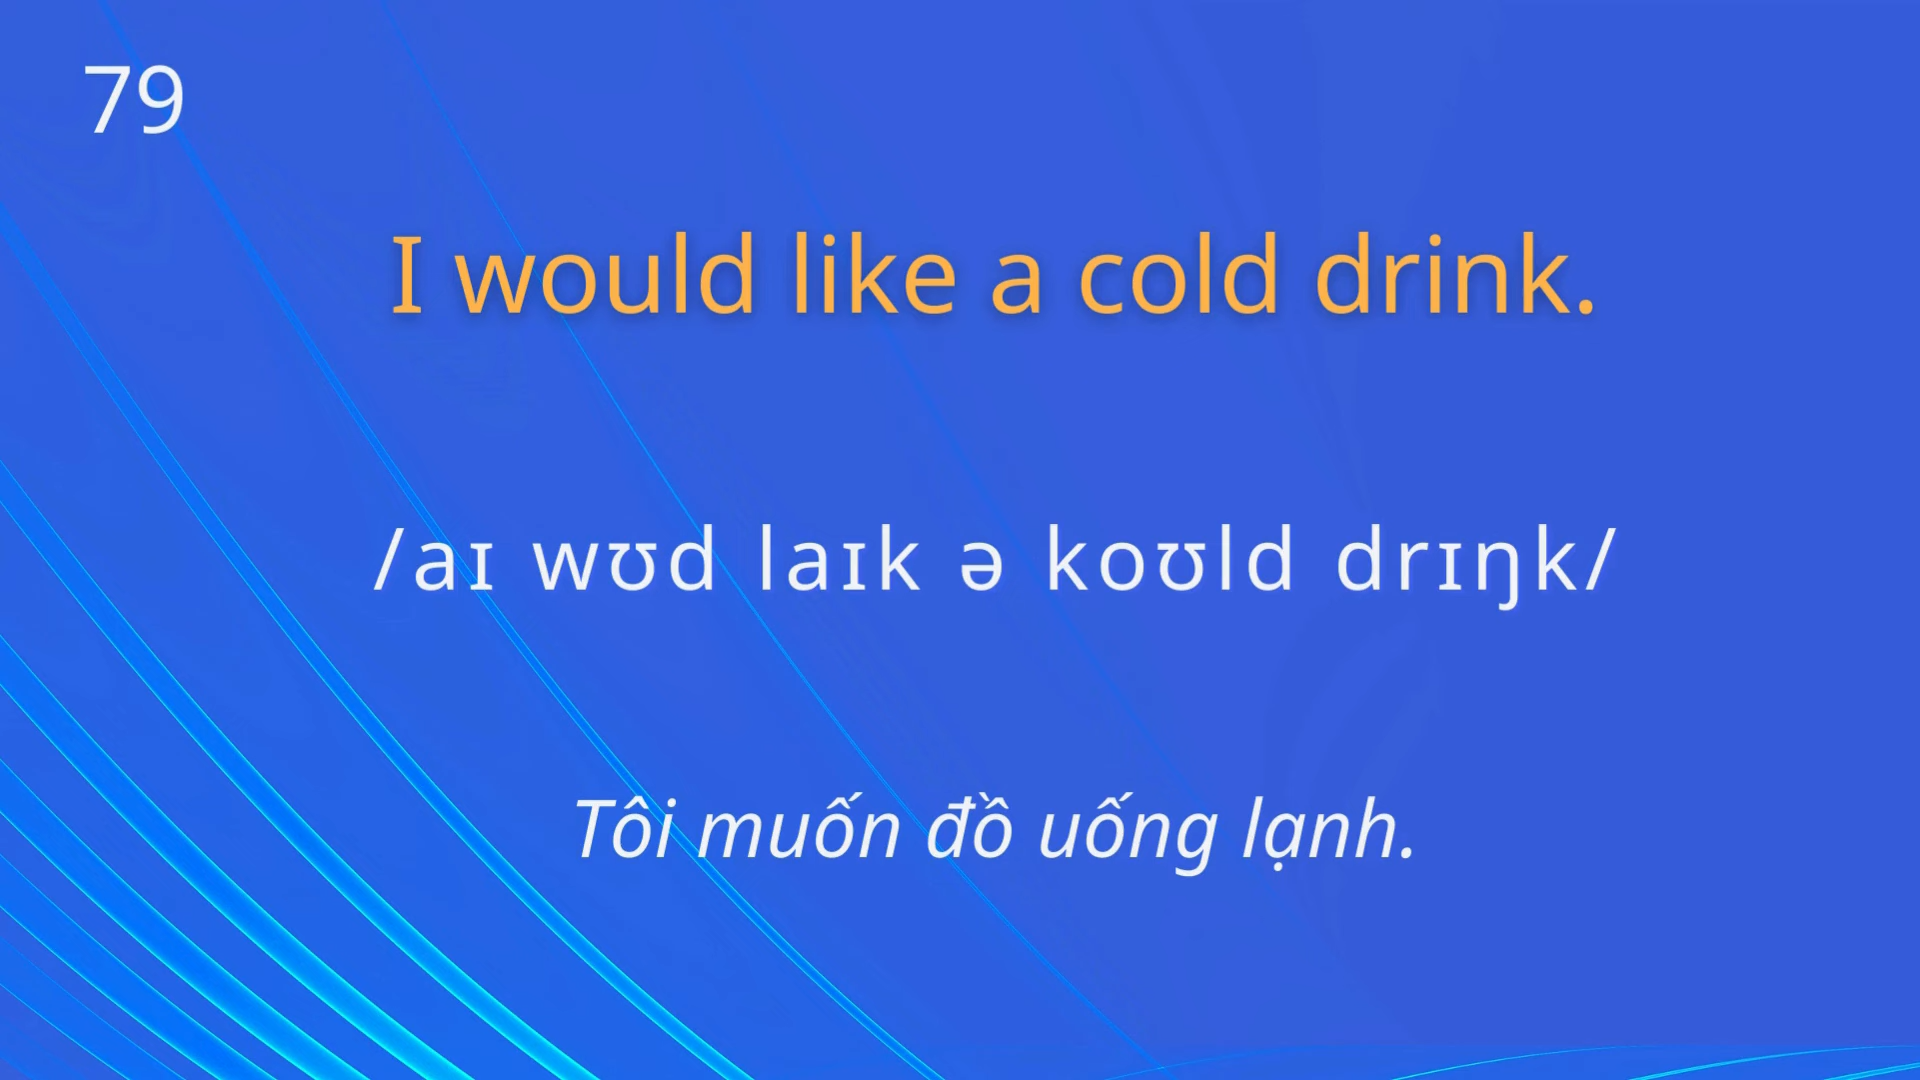 79
I would like a cold drink.
/aɪ wʊd laɪk ə koʊld drɪŋk/
Tôi muốn đồ uống lạnh.